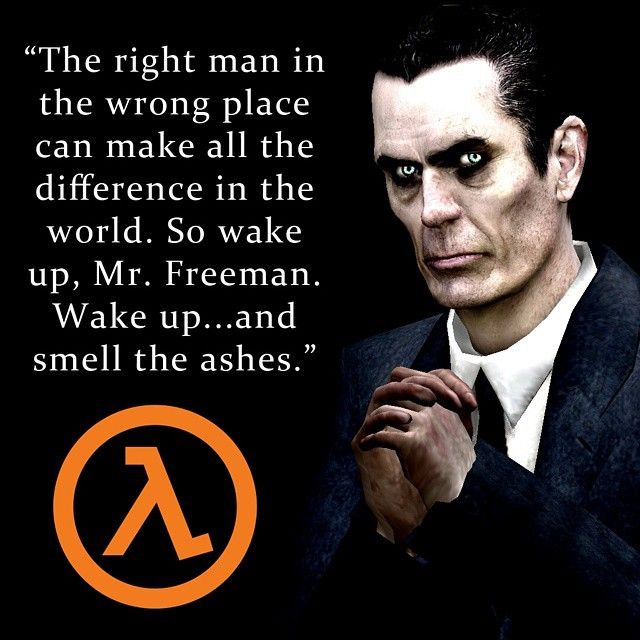 “The right man in
the wrong place
can make all the
difference in the
world. So wake
up, Mr. Freeman.
Wake up...and
smell the ashes.”
λ